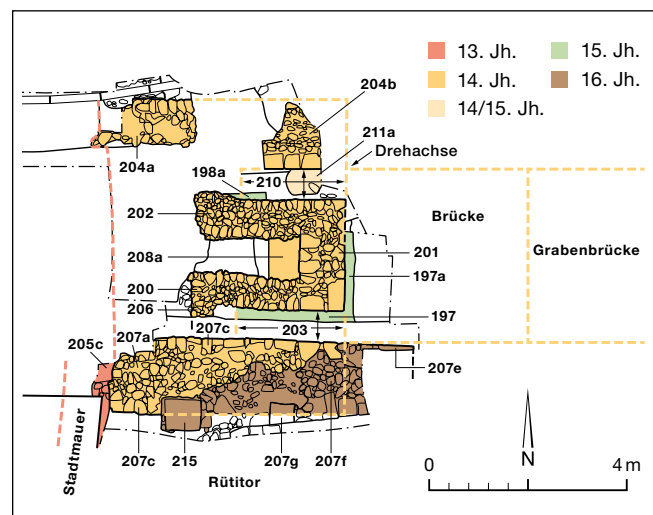 13. Jh.
15. Jh.
14. Jh.
16. Jh.
14/15. Jh.
204b
211a
Drehachse
204a
198a
210
202
Brücke
201
208a
Grabenbrücke
197a
200
206
197
207c
203
207a
205c
207e
Stadtmauer
207c
215
207g
207f
Rütitor
N
0
4 m